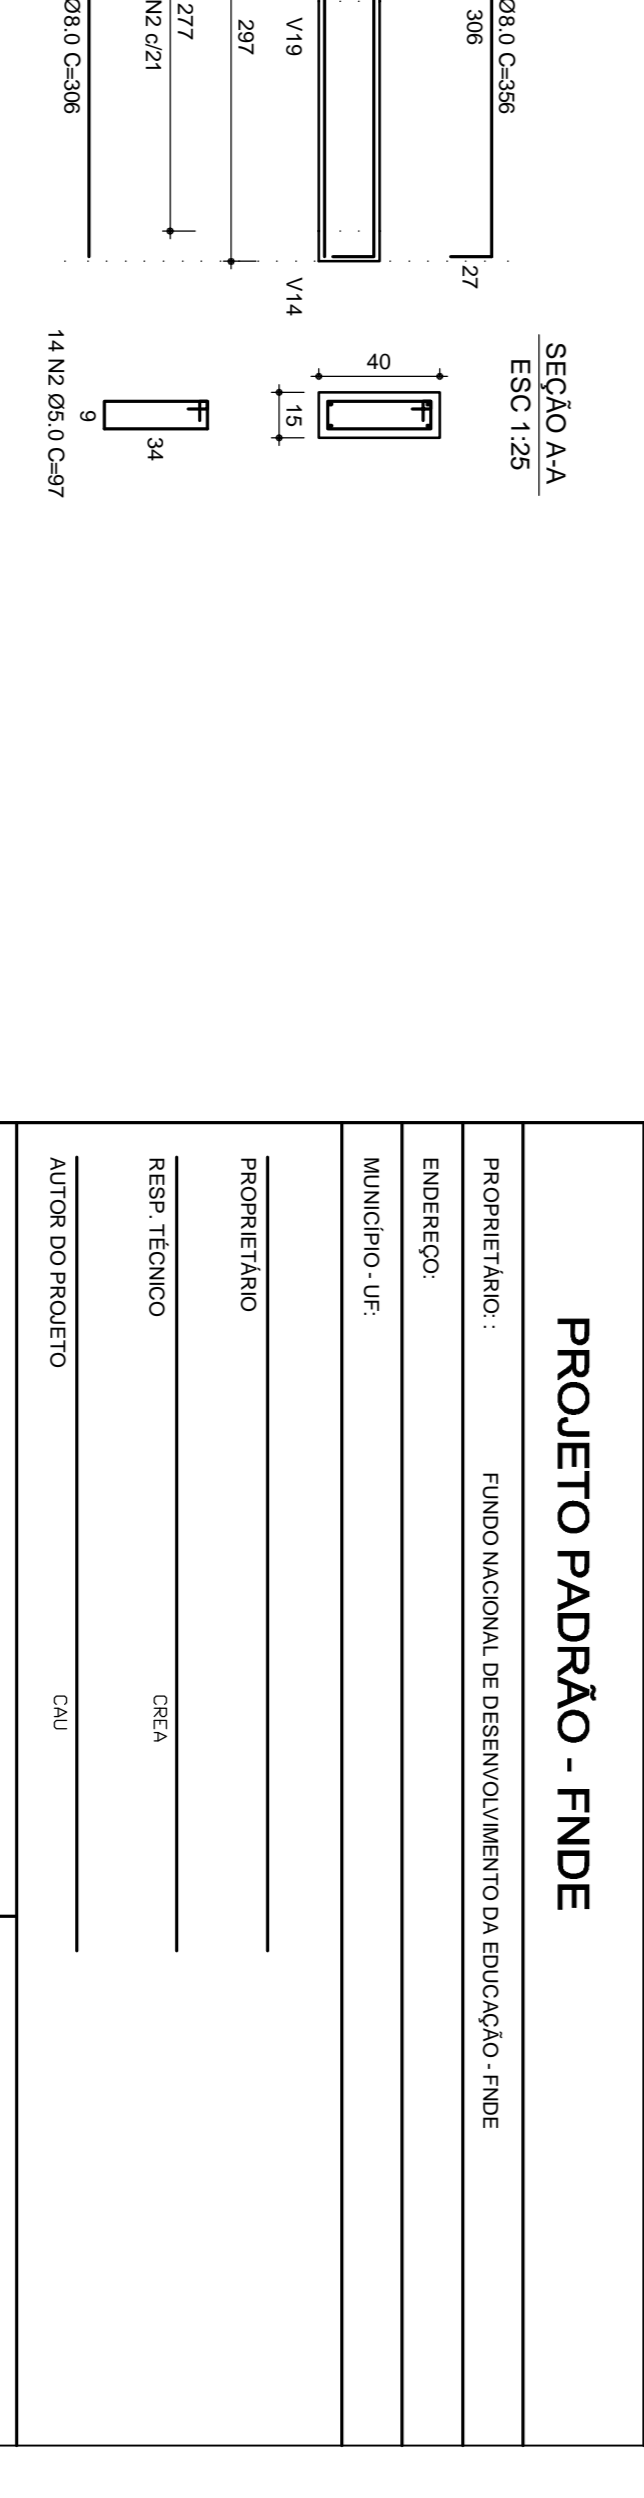 Ø8.0 C=356
306
27
V19
V14
297
277
N2 c/21
Ø8.0 C=306
SEÇÃO A-A
ESC 1:25
40
15
34
9
14 N2 Ø5.0 C=97
PROJETO PADRÃO - FNDE
PROPRIETÁRIO: : FUNDO NACIONAL DE DESENVOLVIMENTO DA EDUCAÇÃO - FNDE
ENDEREÇO:
MUNICÍPIO - UF:
PROPRIETÁRIO
RESP. TÉCNICO CREA
AUTOR DO PROJETO CAU